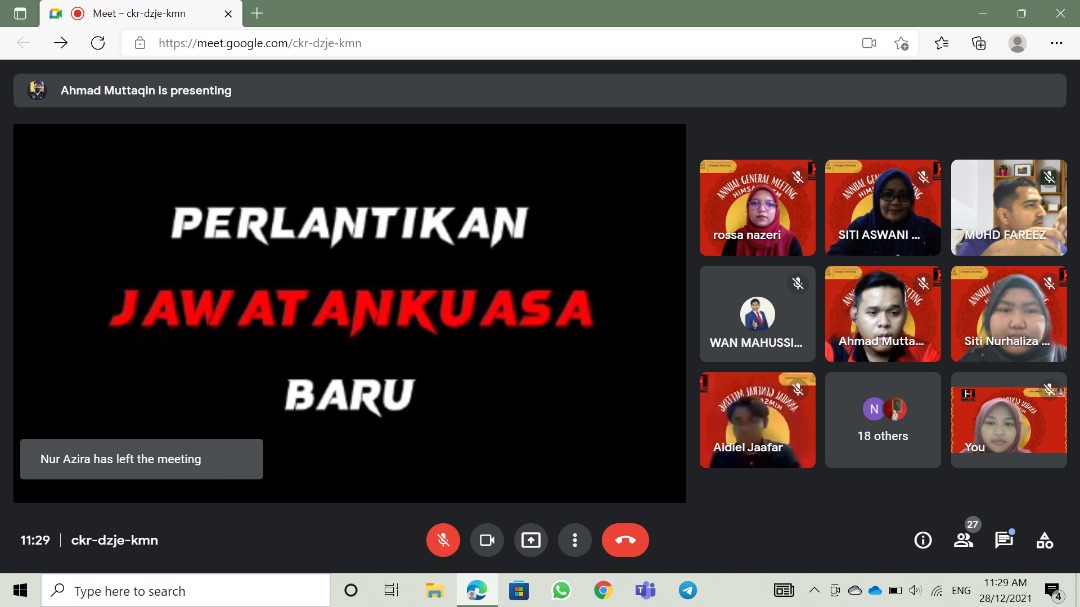 Meet – ckr-dzje-kmn
https://meet.google.com/ckr-dzje-kmn
Ahmad Muttaqin is presenting
PERLANTIKAN
JAWATANKUASA
BARU
Nur Azira has left the meeting
ANNUAL GENERAL MEETING
rossa nazeri
SITI ASWANI ...
MUHD FAREEZ
WAN MAHUSSI...
Ahmad Mutta...
Siti Nurhaliza ...
Aidiel Jaafar
N
18 others
You
11:29
ckr-dzje-kmn
27
Type here to search
ENG
11:29 AM
28/12/2021
4